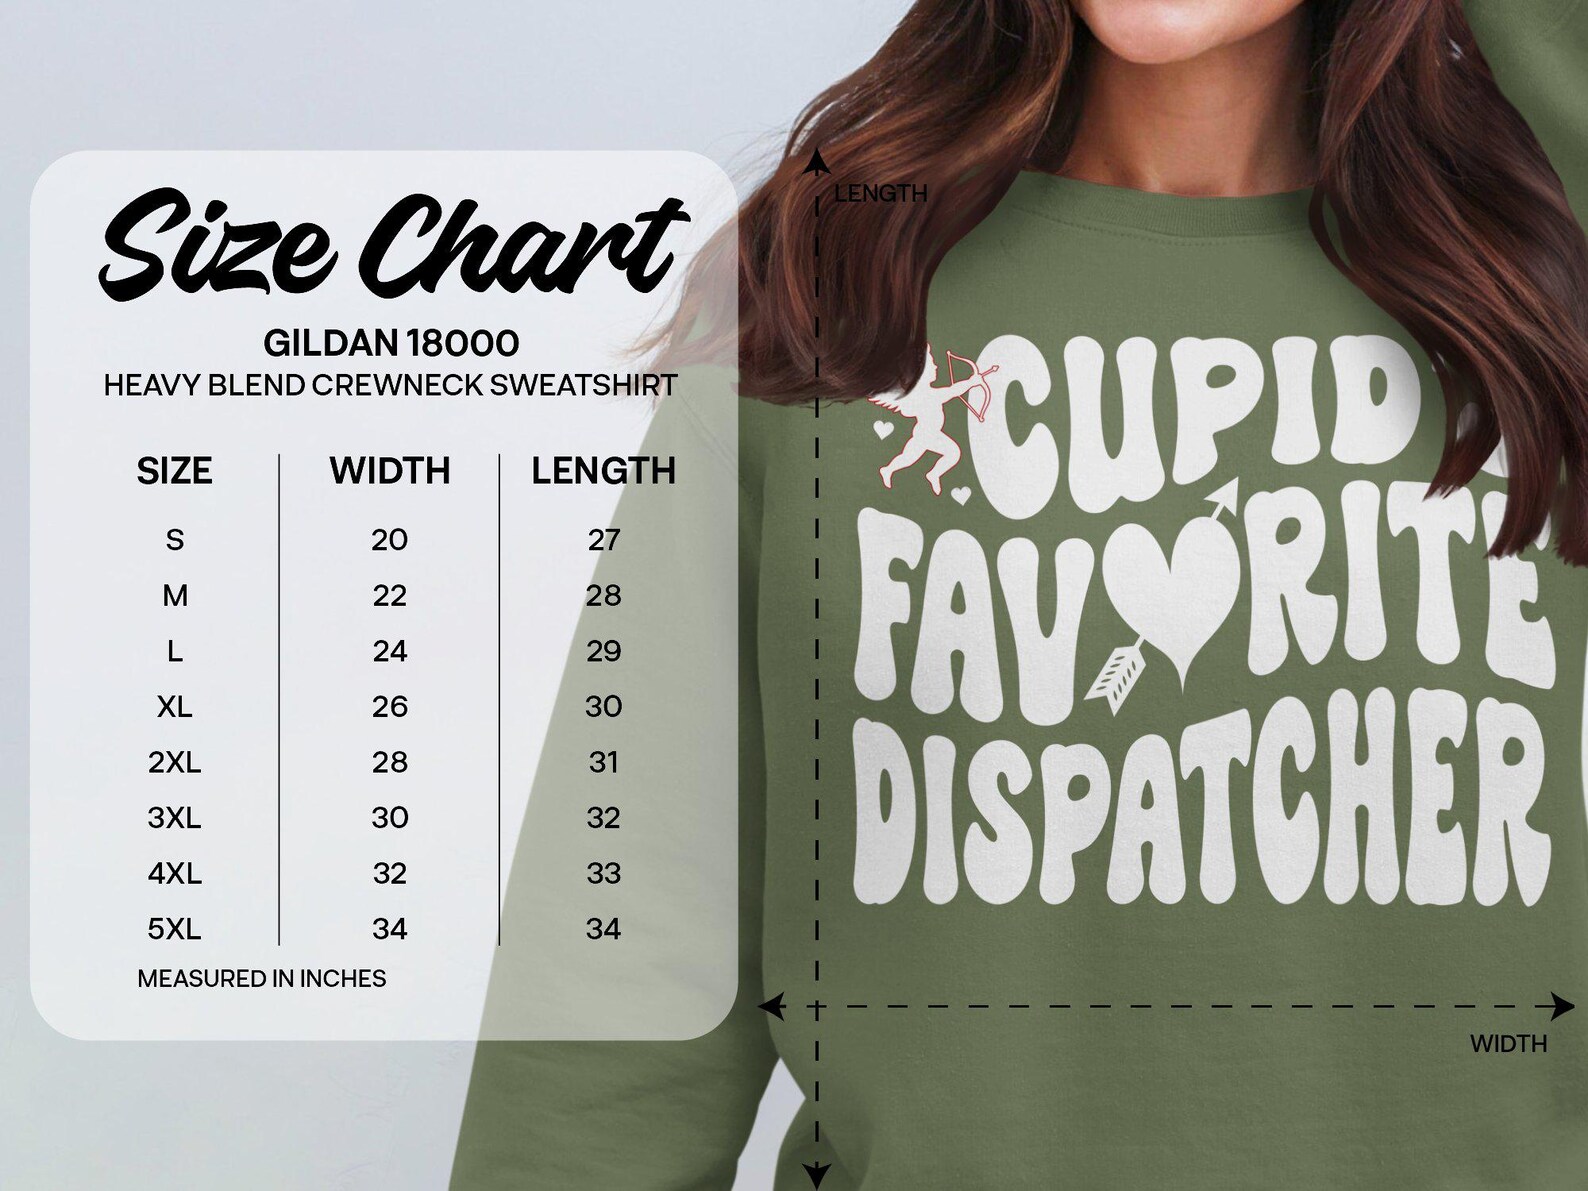 Size Chart
GILDAN 18000
HEAVY BLEND CREWNECK SWEATSHIRT
SIZE WIDTH LENGTH
S 20 27
M 22 28
L 24 29
XL 26 30
2XL 28 31
3XL 30 32
4XL 32 33
5XL 34 34
MEASURED IN INCHES
LENGTH
CUPID
FAV RITE
DISPATCHER
WIDTH